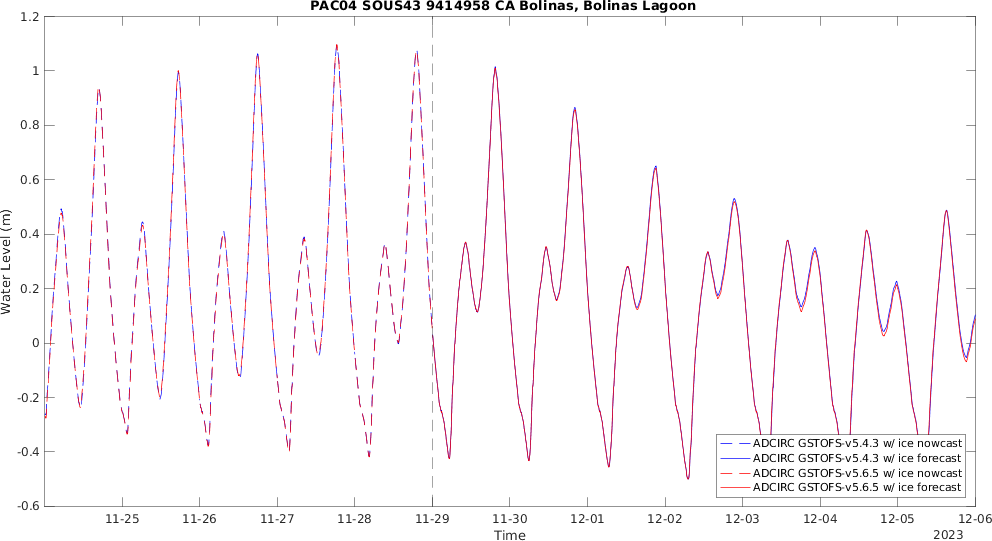 PAC04 SOUS43 9414958 CA Bolinas, Bolinas Lagoon
Water Level (m)
1.2
1
0.8
0.6
0.4
0.2
0
-0.2
-0.4
-0.6
ADCIRC GSTOFS-v5.4.3 w/ ice nowcast
ADCIRC GSTOFS-v5.4.3 w/ ice forecast
ADCIRC GSTOFS-v5.6.5 w/ ice nowcast
ADCIRC GSTOFS-v5.6.5 w/ ice forecast
11-25 11-26 11-27 11-28 11-29 11-30 12-01 12-02 12-03 12-04 12-05 12-06
Time
2023